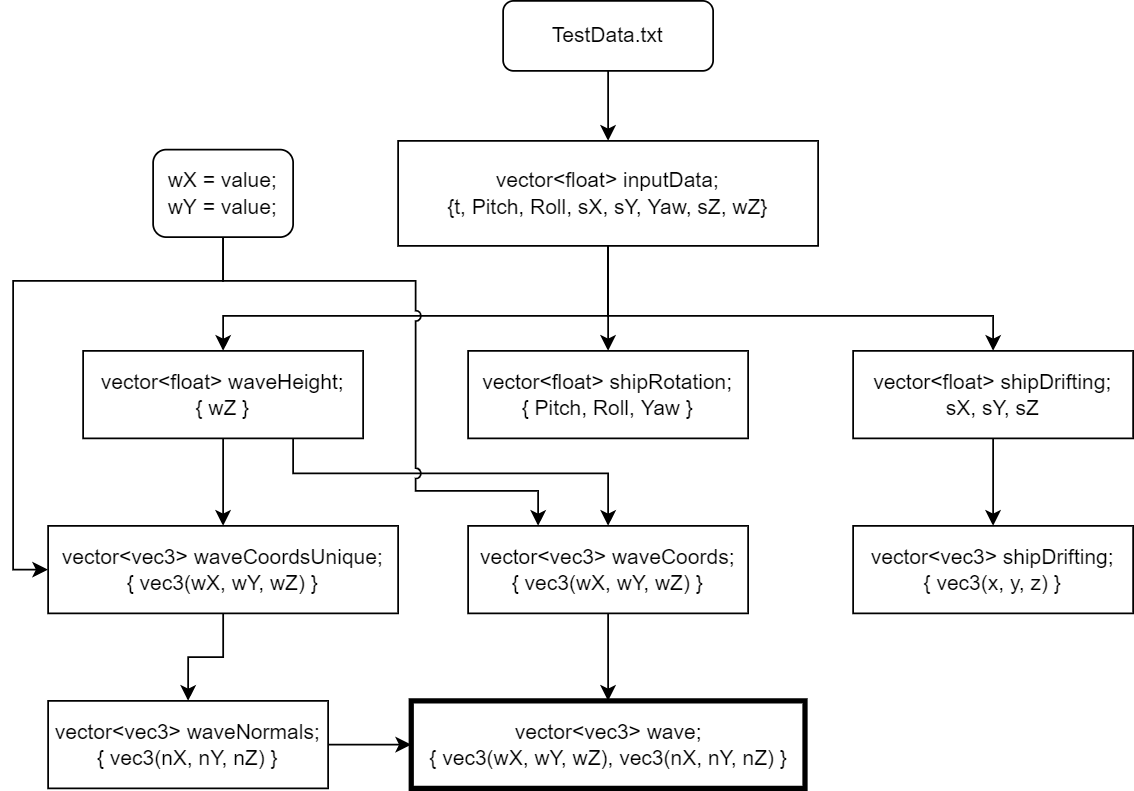 TestData.txt
vector<float> inputData;
{t, Pitch, Roll, sX, sY, Yaw, sZ, wZ}
wX = value;
wY = value;
vector<float> waveHeight;
{ wZ }
vector<float> shipRotation;
{ Pitch, Roll, Yaw }
vector<float> shipDrifting;
sX, sY, sZ
vector<vec3> waveCoordsUnique;
{ vec3(wX, wY, wZ) }
vector<vec3> waveCoords;
{ vec3(wX, wY, wZ) }
vector<vec3> shipDrifting;
{ vec3(x, y, z) }
vector<vec3> waveNormals;
{ vec3(nX, nY, nZ) }
vector<vec3> wave;
{ vec3(wX, wY, wZ), vec3(nX, nY, nZ) }